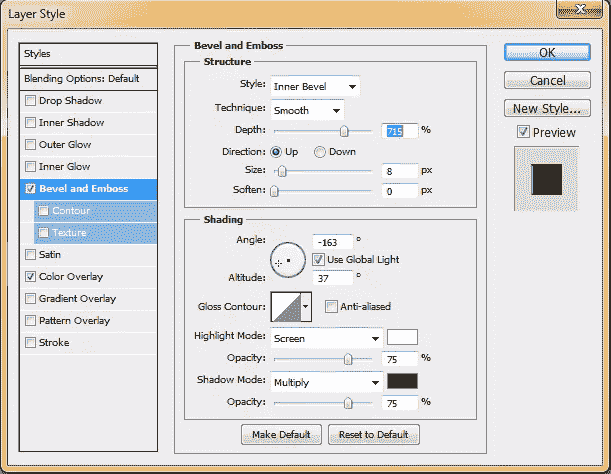 Layer Style
Styles
Blending Options: Default
Drop Shadow
Inner Shadow
Outer Glow
Inner Glow
Bevel and Emboss
Contour
Texture
Satin
Color Overlay
Gradient Overlay
Pattern Overlay
Stroke
Bevel and Emboss
Structure
Style: Inner Bevel
Technique: Smooth
Depth: 715 %
Direction: Up Down
Size: 8 px
Soften: 0 px
Shading
Angle: -163 °
Use Global Light
Altitude: 37 °
Gloss Contour: Anti-aliased
Highlight Mode: Screen
Opacity: 75 %
Shadow Mode: Multiply
Opacity: 75 %
Make Default Reset to Default
OK
Cancel
New Style...
Preview